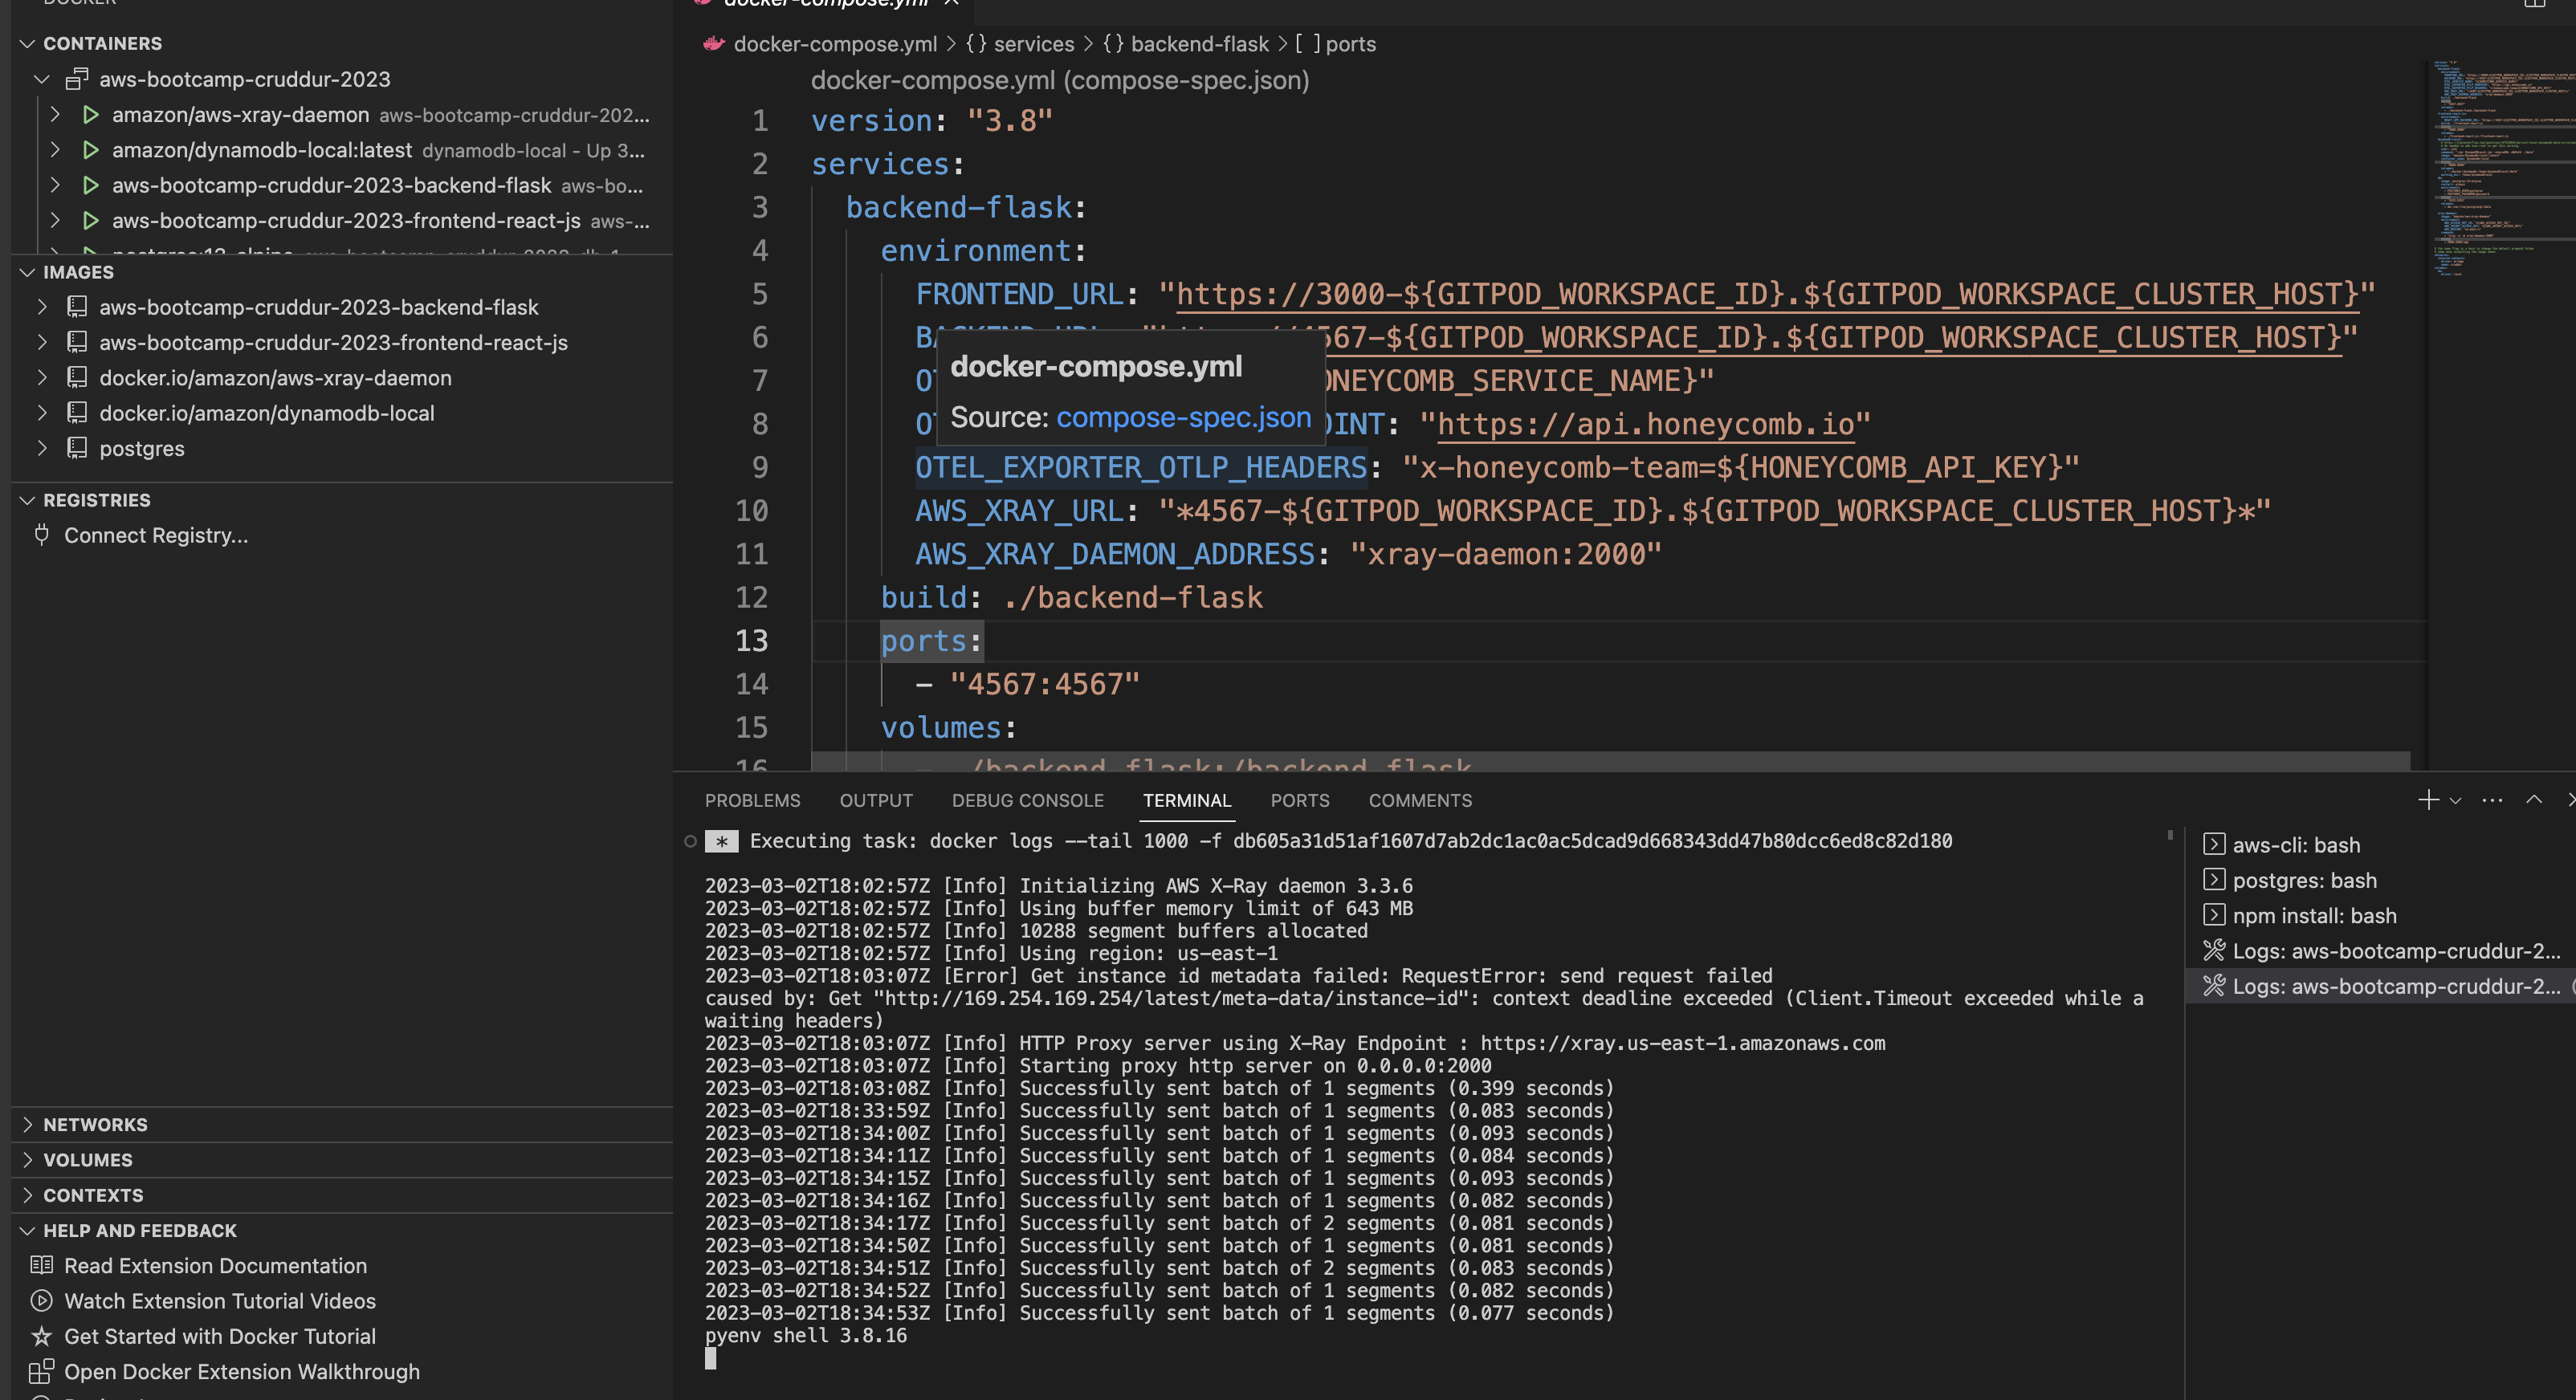 DOCKER
CONTAINERS
aws-bootcamp-cruddur-2023
amazon/aws-xray-daemon aws-bootcamp-cruddur-202...
amazon/dynamodb-local:latest dynamodb-local - Up 3...
aws-bootcamp-cruddur-2023-backend-flask aws-bo...
aws-bootcamp-cruddur-2023-frontend-react-js aws-...
IMAGES
aws-bootcamp-cruddur-2023-backend-flask
aws-bootcamp-cruddur-2023-frontend-react-js
docker.io/amazon/aws-xray-daemon
docker.io/amazon/dynamodb-local
postgres
REGISTRIES
Connect Registry...
NETWORKS
VOLUMES
CONTEXTS
HELP AND FEEDBACK
Read Extension Documentation
Watch Extension Tutorial Videos
Get Started with Docker Tutorial
Open Docker Extension Walkthrough
docker-compose.yml
docker-compose.yml > {} services > {} backend-flask > [ ] ports
docker-compose.yml (compose-spec.json)
1 version: "3.8"
2 services:
3 backend-flask:
4 environment:
5 FRONTEND_URL: "https://3000-${GITPOD_WORKSPACE_ID}.${GITPOD_WORKSPACE_CLUSTER_HOST}"
6 567-${GITPOD_WORKSPACE_ID}.${GITPOD_WORKSPACE_CLUSTER_HOST}"
7 ONEYCOMB_SERVICE_NAME}"
8 OINT: "https://api.honeycomb.io"
docker-compose.yml
Source: compose-spec.json
9 OTEL_EXPORTER_OTLP_HEADERS: "x-honeycomb-team=${HONEYCOMB_API_KEY}"
10 AWS_XRAY_URL: "*4567-${GITPOD_WORKSPACE_ID}.${GITPOD_WORKSPACE_CLUSTER_HOST}*"
11 AWS_XRAY_DAEMON_ADDRESS: "xray-daemon:2000"
12 build: ./backend-flask
13 ports:
14 - "4567:4567"
15 volumes:
16 - ./backend-flask:/backend-flask
PROBLEMS OUTPUT DEBUG CONSOLE TERMINAL PORTS COMMENTS
* Executing task: docker logs --tail 1000 -f db605a31d51af1607d7ab2dc1ac0ac5dcad9d668343dd47b80dcc6ed8c82d180
2023-03-02T18:02:57Z [Info] Initializing AWS X-Ray daemon 3.3.6
2023-03-02T18:02:57Z [Info] Using buffer memory limit of 643 MB
2023-03-02T18:02:57Z [Info] 10288 segment buffers allocated
2023-03-02T18:02:57Z [Info] Using region: us-east-1
2023-03-02T18:03:07Z [Error] Get instance id metadata failed: RequestError: send request failed
caused by: Get "http://169.254.169.254/latest/meta-data/instance-id": context deadline exceeded (Client.Timeout exceeded while a
waiting headers)
2023-03-02T18:03:07Z [Info] HTTP Proxy server using X-Ray Endpoint : https://xray.us-east-1.amazonaws.com
2023-03-02T18:03:07Z [Info] Starting proxy http server on 0.0.0.0:2000
2023-03-02T18:03:08Z [Info] Successfully sent batch of 1 segments (0.399 seconds)
2023-03-02T18:33:59Z [Info] Successfully sent batch of 1 segments (0.083 seconds)
2023-03-02T18:34:00Z [Info] Successfully sent batch of 1 segments (0.093 seconds)
2023-03-02T18:34:11Z [Info] Successfully sent batch of 1 segments (0.084 seconds)
2023-03-02T18:34:15Z [Info] Successfully sent batch of 1 segments (0.093 seconds)
2023-03-02T18:34:16Z [Info] Successfully sent batch of 1 segments (0.082 seconds)
2023-03-02T18:34:17Z [Info] Successfully sent batch of 2 segments (0.081 seconds)
2023-03-02T18:34:50Z [Info] Successfully sent batch of 1 segments (0.081 seconds)
2023-03-02T18:34:51Z [Info] Successfully sent batch of 2 segments (0.083 seconds)
2023-03-02T18:34:52Z [Info] Successfully sent batch of 1 segments (0.082 seconds)
2023-03-02T18:34:53Z [Info] Successfully sent batch of 1 segments (0.077 seconds)
pyenv shell 3.8.16
aws-cli: bash
postgres: bash
npm install: bash
Logs: aws-bootcamp-cruddur-2...
Logs: aws-bootcamp-cruddur-2...